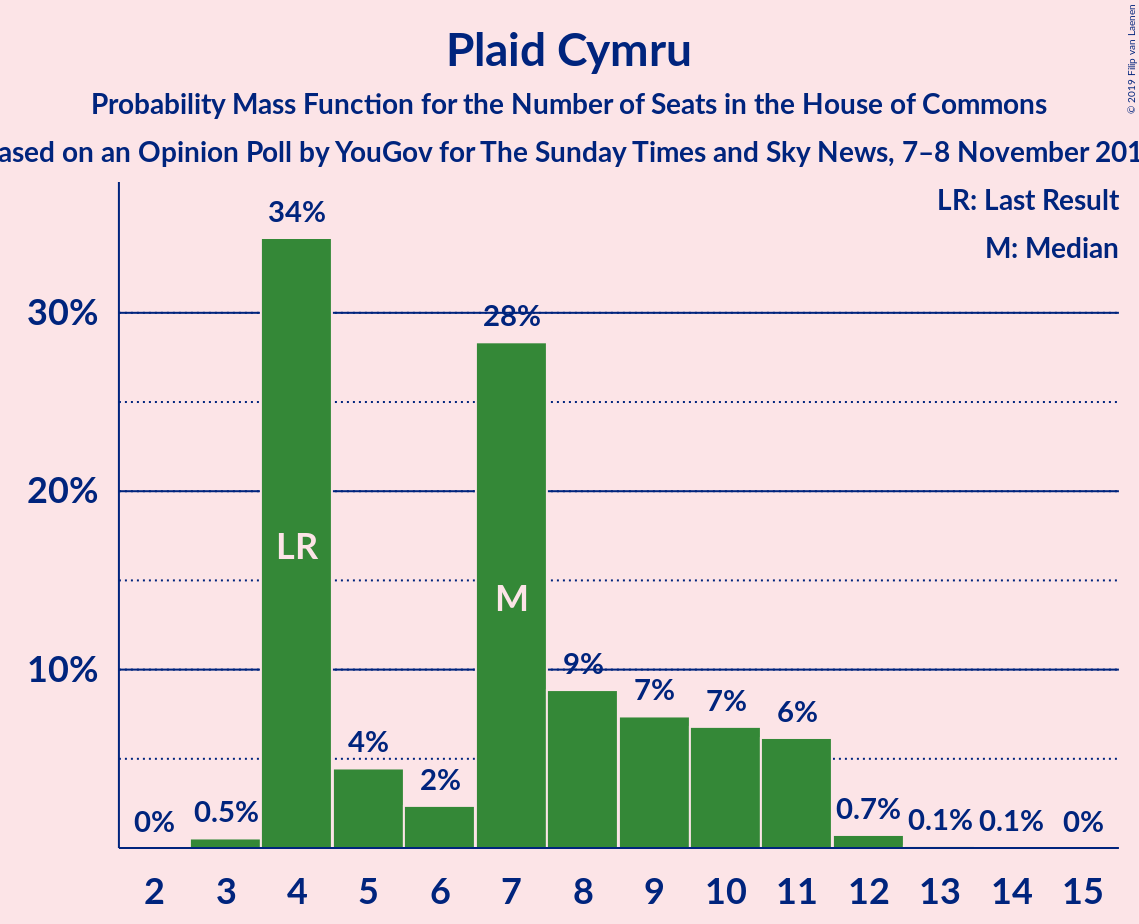 Plaid Cymru
Probability Mass Function for the Number of Seats in the House of Commons
ased on an Opinion Poll by YouGov for The Sunday Times and Sky News, 7–8 November 201
© 2019 Filip van Laenen
LR: Last Result
M: Median
34%
30%
28%
20%
LR
M
10%
9%
7%
7%
6%
4%
2%
0%
0.5%
0.7%
0.1%
0.1%
0%
2 3 4 5 6 7 8 9 10 11 12 13 14 15